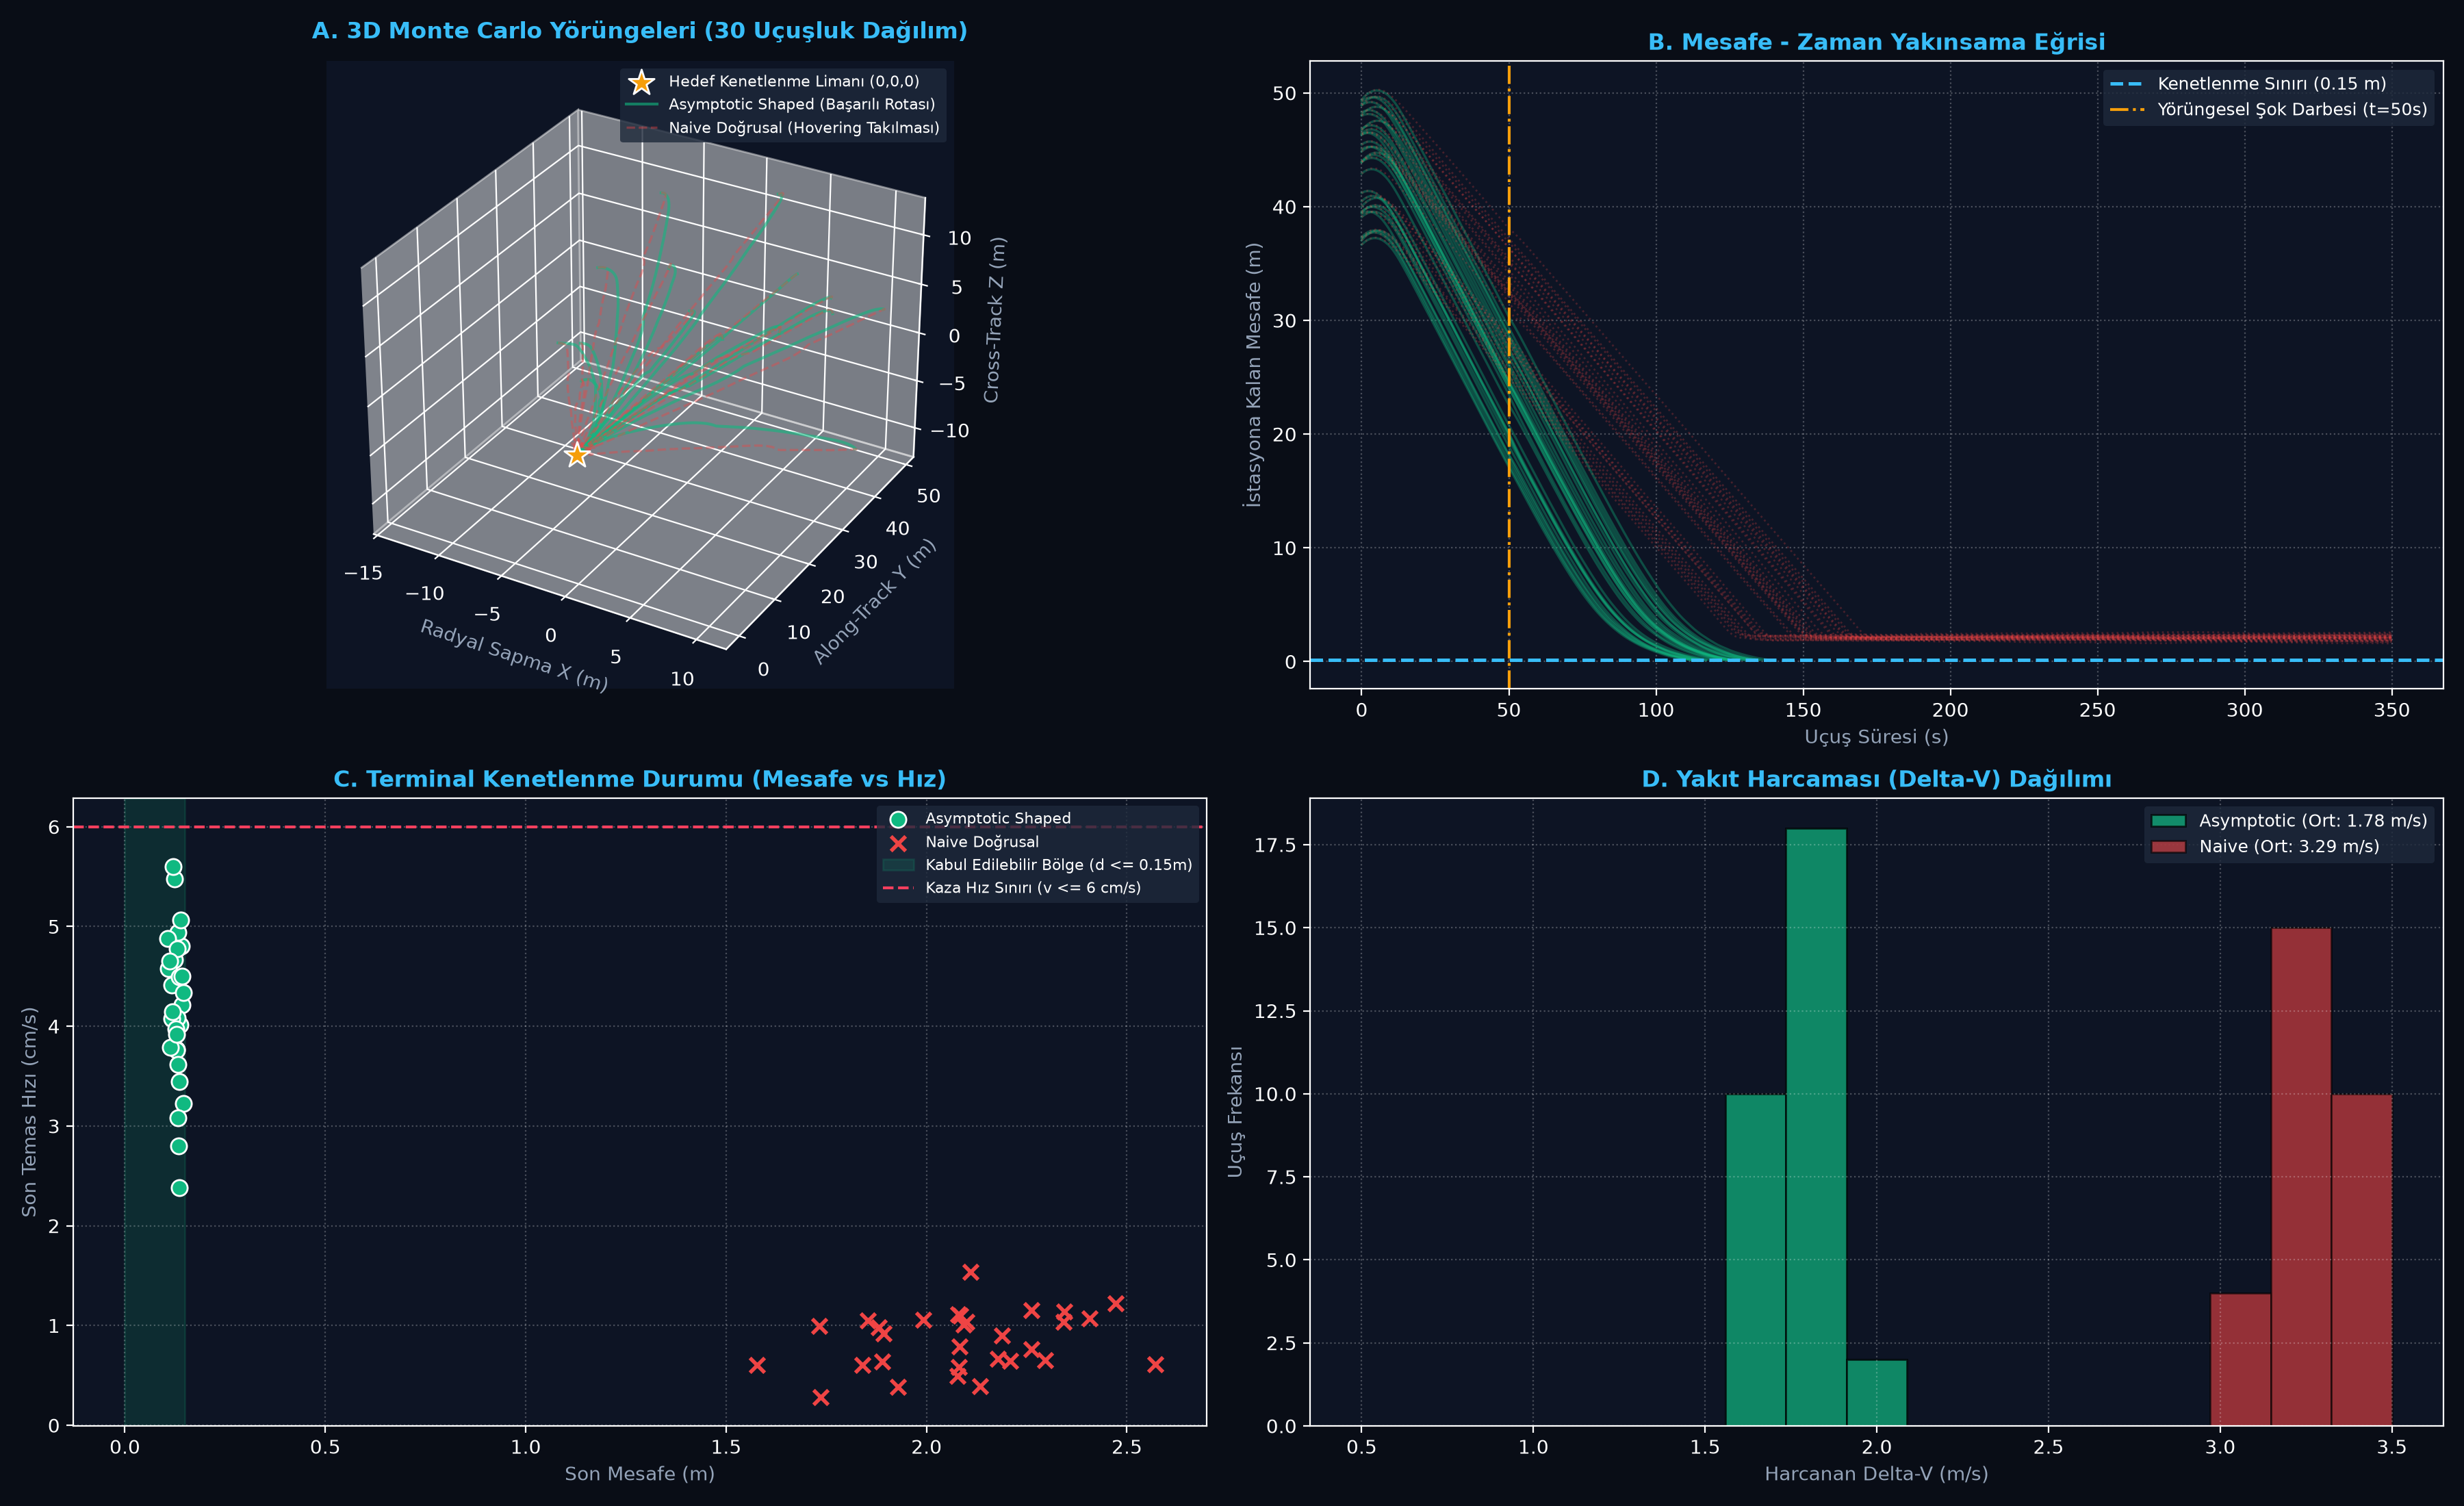 A. 3D Monte Carlo Yörüngeleri (30 Uçuşluk Dağılım)
Hedef Kenetlenme Limanı (0,0,0)
Asymptotic Shaped (Başarılı Rotası)
Naive Doğrusal (Hovering Takılması)
10
5
0
−5
−10
Cross-Track Z (m)
50
40
30
20
10
0
Along-Track Y (m)
−15
−10
−5
0
5
10
Radyal Sapma X (m)
B. Mesafe - Zaman Yakınsama Eğrisi
Kenetlenme Sınırı (0.15 m)
Yörüngesel Şok Darbesi (t=50s)
50
40
30
20
10
0
İstasyona Kalan Mesafe (m)
0 50 100 150 200 250 300 350
Uçuş Süresi (s)
C. Terminal Kenetlenme Durumu (Mesafe vs Hız)
Asymptotic Shaped
Naive Doğrusal
Kabul Edilebilir Bölge (d <= 0.15m)
Kaza Hız Sınırı (v <= 6 cm/s)
6
5
4
3
2
1
0
Son Temas Hızı (cm/s)
0.0 0.5 1.0 1.5 2.0 2.5
Son Mesafe (m)
D. Yakıt Harcaması (Delta-V) Dağılımı
Asymptotic (Ort: 1.78 m/s)
Naive (Ort: 3.29 m/s)
17.5
15.0
12.5
10.0
7.5
5.0
2.5
0.0
Uçuş Frekansı
0.5 1.0 1.5 2.0 2.5 3.0 3.5
Harcanan Delta-V (m/s)